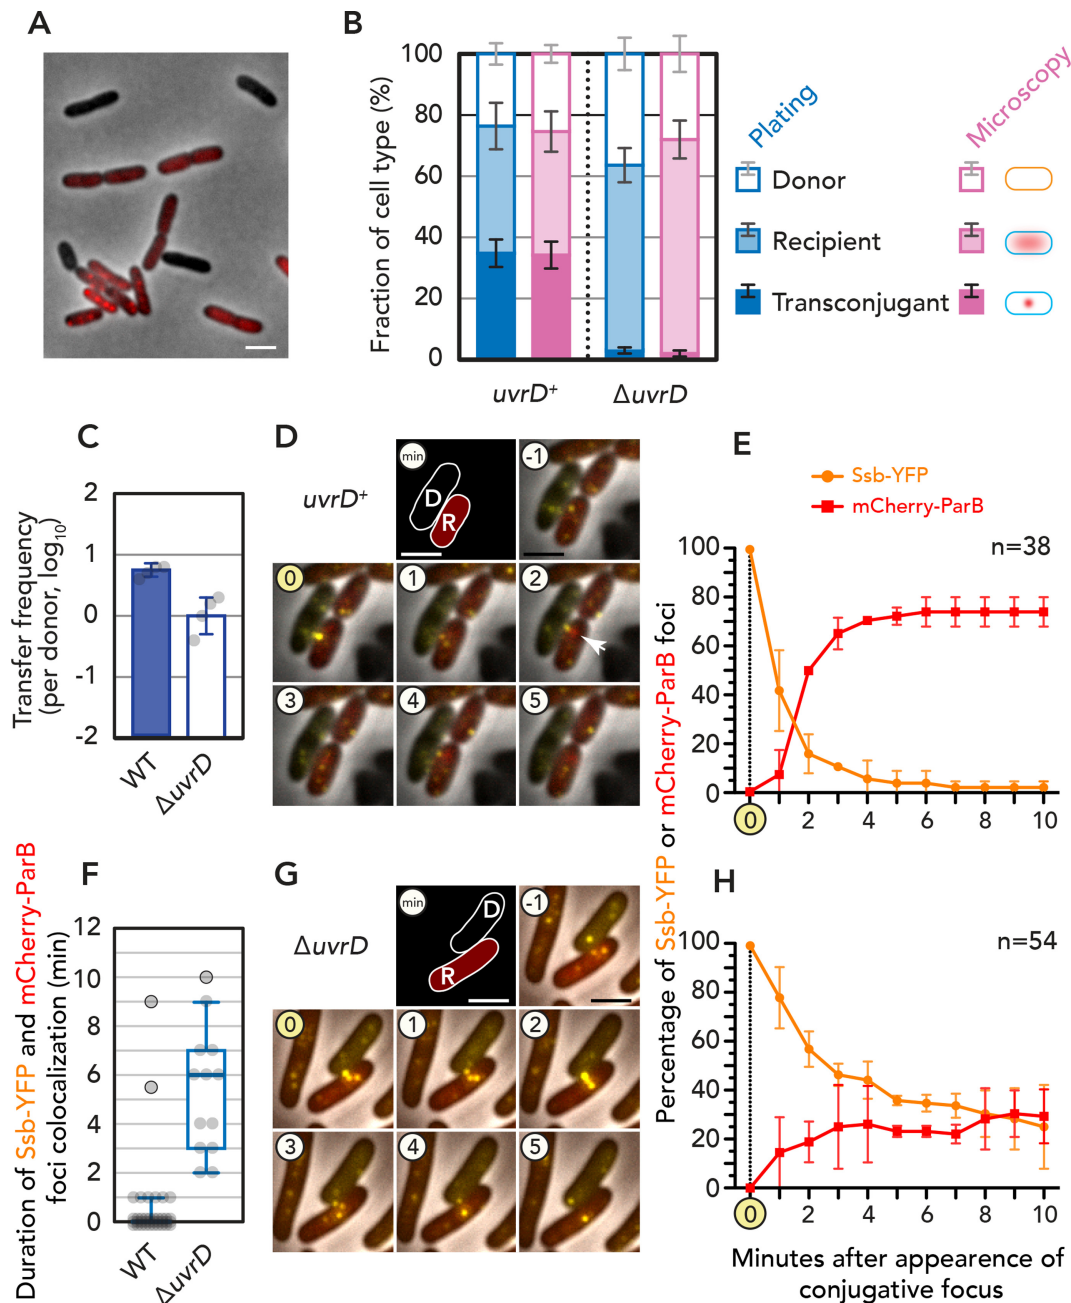 A
B
Fraction of cell type (%)
100
80
60
40
20
0
uvrD⁺
ΔuvrD
Plating
Microscopy
Donor
Recipient
Transconjugant
C
Transfer frequency
(per donor, log₁₀)
2
1
0
-1
-2
WT
ΔuvrD
D
uvrD⁺
min
D
R
-1
0
1
2
3
4
5
E
Ssb-YFP
mCherry-ParB
n=38
100
80
60
40
20
0
0
2
4
6
8
10
Percentage of Ssb-YFP or mCherry-ParB foci
F
Duration of Ssb-YFP and mCherry-ParB
foci colocalization (min)
12
10
8
6
4
2
0
WT
ΔuvrD
G
ΔuvrD
min
D
R
-1
0
1
2
3
4
5
H
n=54
100
80
60
40
20
0
0
2
4
6
8
10
Minutes after appearence of
conjugative focus